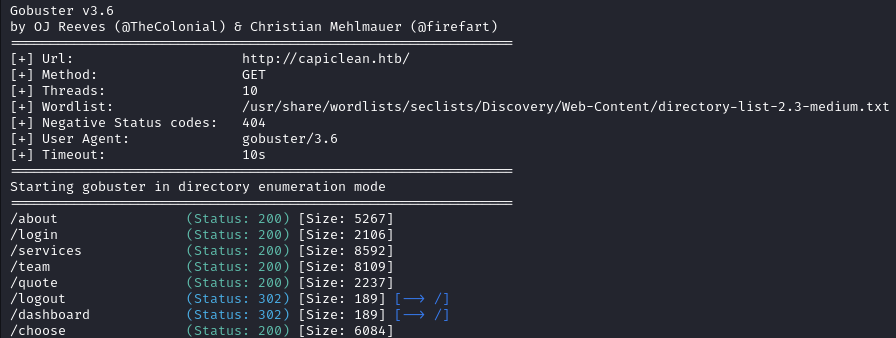 Gobuster v3.6
by OJ Reeves (@TheColonial) & Christian Mehlmauer (@firefart)
===============================================================
[+] Url:                     http://capiclean.htb/
[+] Method:                  GET
[+] Threads:                 10
[+] Wordlist:                /usr/share/wordlists/seclists/Discovery/Web-Content/directory-list-2.3-medium.txt
[+] Negative Status codes:   404
[+] User Agent:              gobuster/3.6
[+] Timeout:                 10s
===============================================================
Starting gobuster in directory enumeration mode
===============================================================
/about                (Status: 200) [Size: 5267]
/login                (Status: 200) [Size: 2106]
/services             (Status: 200) [Size: 8592]
/team                 (Status: 200) [Size: 8109]
/quote                (Status: 200) [Size: 2237]
/logout               (Status: 302) [Size: 189] [--> /]
/dashboard            (Status: 302) [Size: 189] [--> /]
/choose               (Status: 200) [Size: 6084]